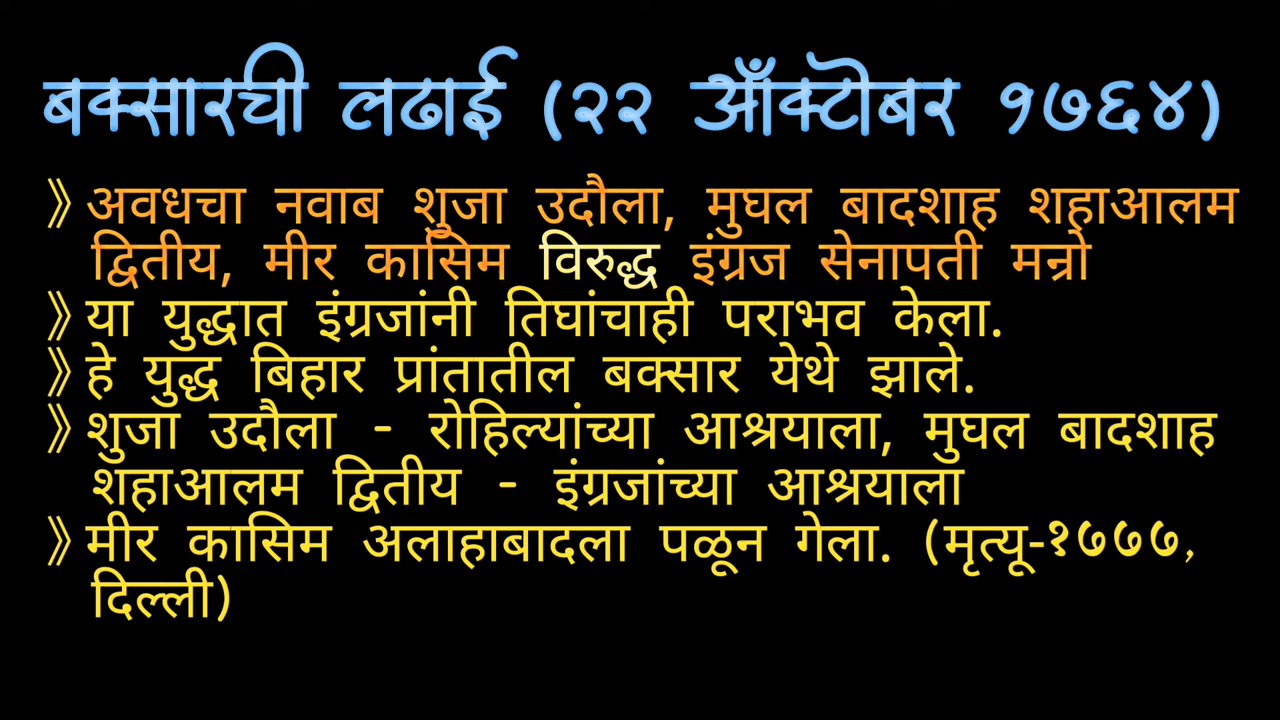 बक्सारची लढाई (२२ ऑंक्टोबर १७६४)
》अवधचा नवाब शुजा उदौला, मुघल बादशाह शहाआलम
द्वितीय, मीर कासिम विरुद्ध इंग्रज सेनापती मन्रो
》या युद्धात इंग्रजांनी तिघांचाही पराभव केला.
》हे युद्ध बिहार प्रांतातील बक्सार येथे झाले.
》शुजा उदौला - रोहिल्यांच्या आश्रयाला, मुघल बादशाह
शहाआलम द्वितीय - इंग्रजांच्या आश्रयाला
》मीर कासिम अलाहाबादला पळून गेला. (मृत्यू-१७७७,
दिल्ली)